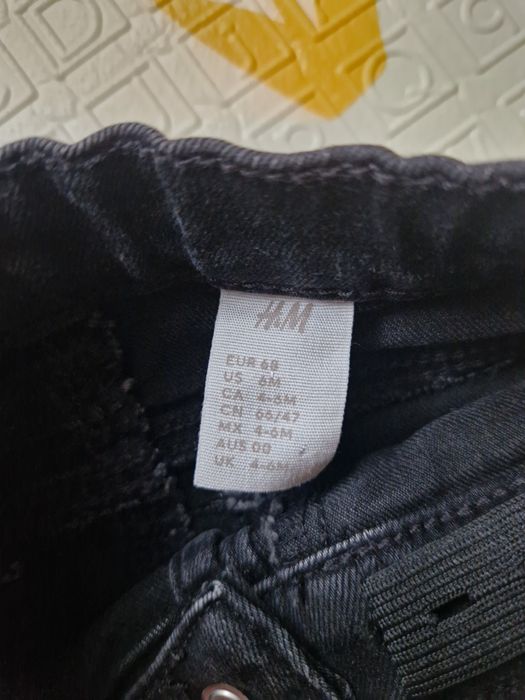 H&M
EUR 68
US 6M
CA 4-6M
CN 66/47
MX 4-6M
AUS 00
UK 4-6M